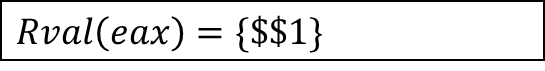 Rval(eax) = {$$1}